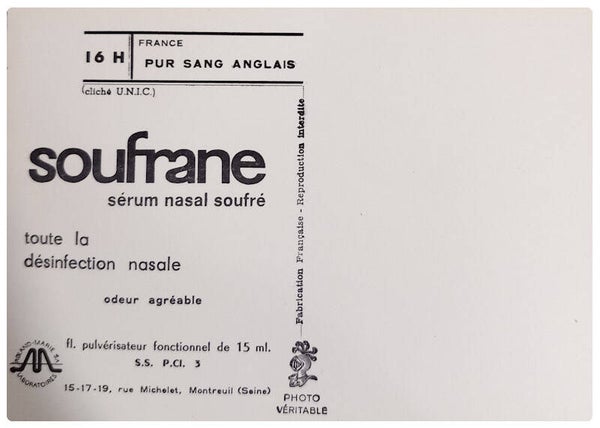 16 H
FRANCE
PUR SANG ANGLAIS
(cliché U.N.I.C.)
soufrane
sérum nasal soufré
toute la
désinfection nasale
odeur agréable
fl. pulvérisateur fonctionnel de 15 ml.
S.S. P.Cl. 3
LABORATOIRES
15-17-19, rue Michelet, Montreuil (Seine)
Fabrication Française - Reproduction interdite
PHOTO
VÉRITABLE